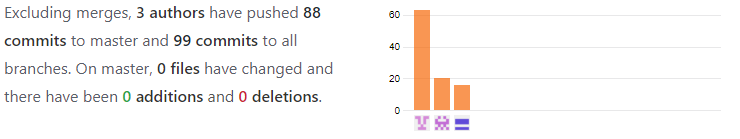 Excluding merges, 3 authors have pushed 88
commits to master and 99 commits to all
branches. On master, 0 files have changed and
there have been 0 additions and 0 deletions.
60
40
20
0